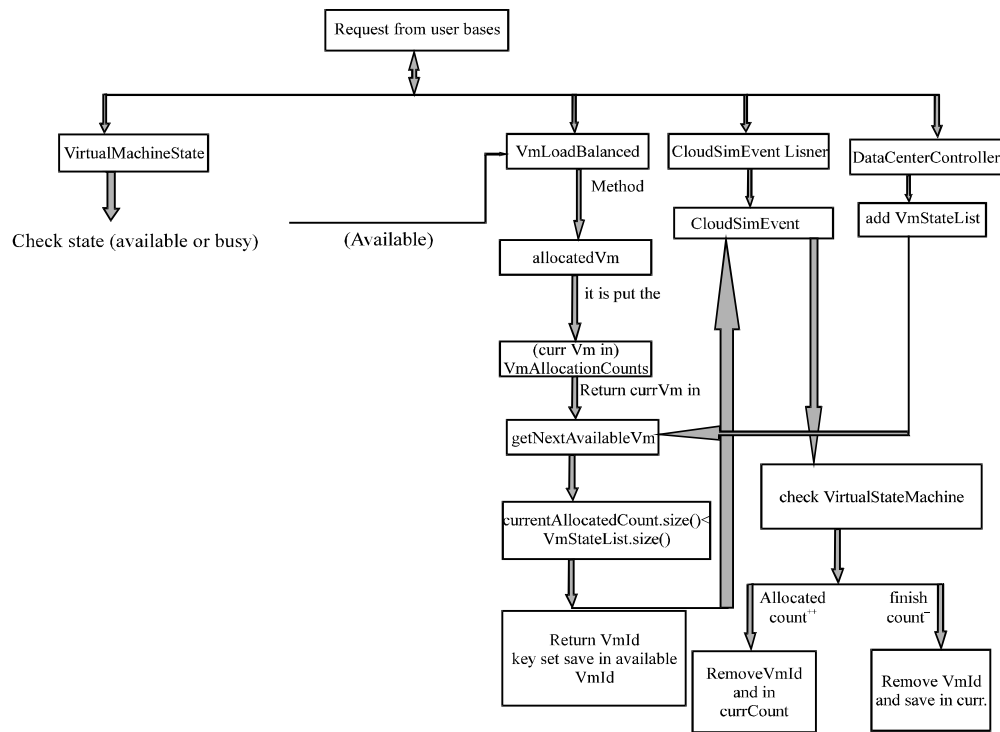 Request from user bases
VirtualMachineState
VmLoadBalanced
CloudSimEvent Lisner
DataCenterController
Method
add VmStateList
CloudSimEvent
Check state (available or busy)
(Available)
allocatedVm
it is put the
(curr Vm in)
VmAllocationCounts
Return currVm in
getNextAvailableVm
check VirtualStateMachine
currentAllocatedCount.size()<
VmStateList.size()
Allocated
count++
finish
count–
Return VmId
key set save in available
VmId
RemoveVmId
and in
currCount
Remove VmId
and save in curr.